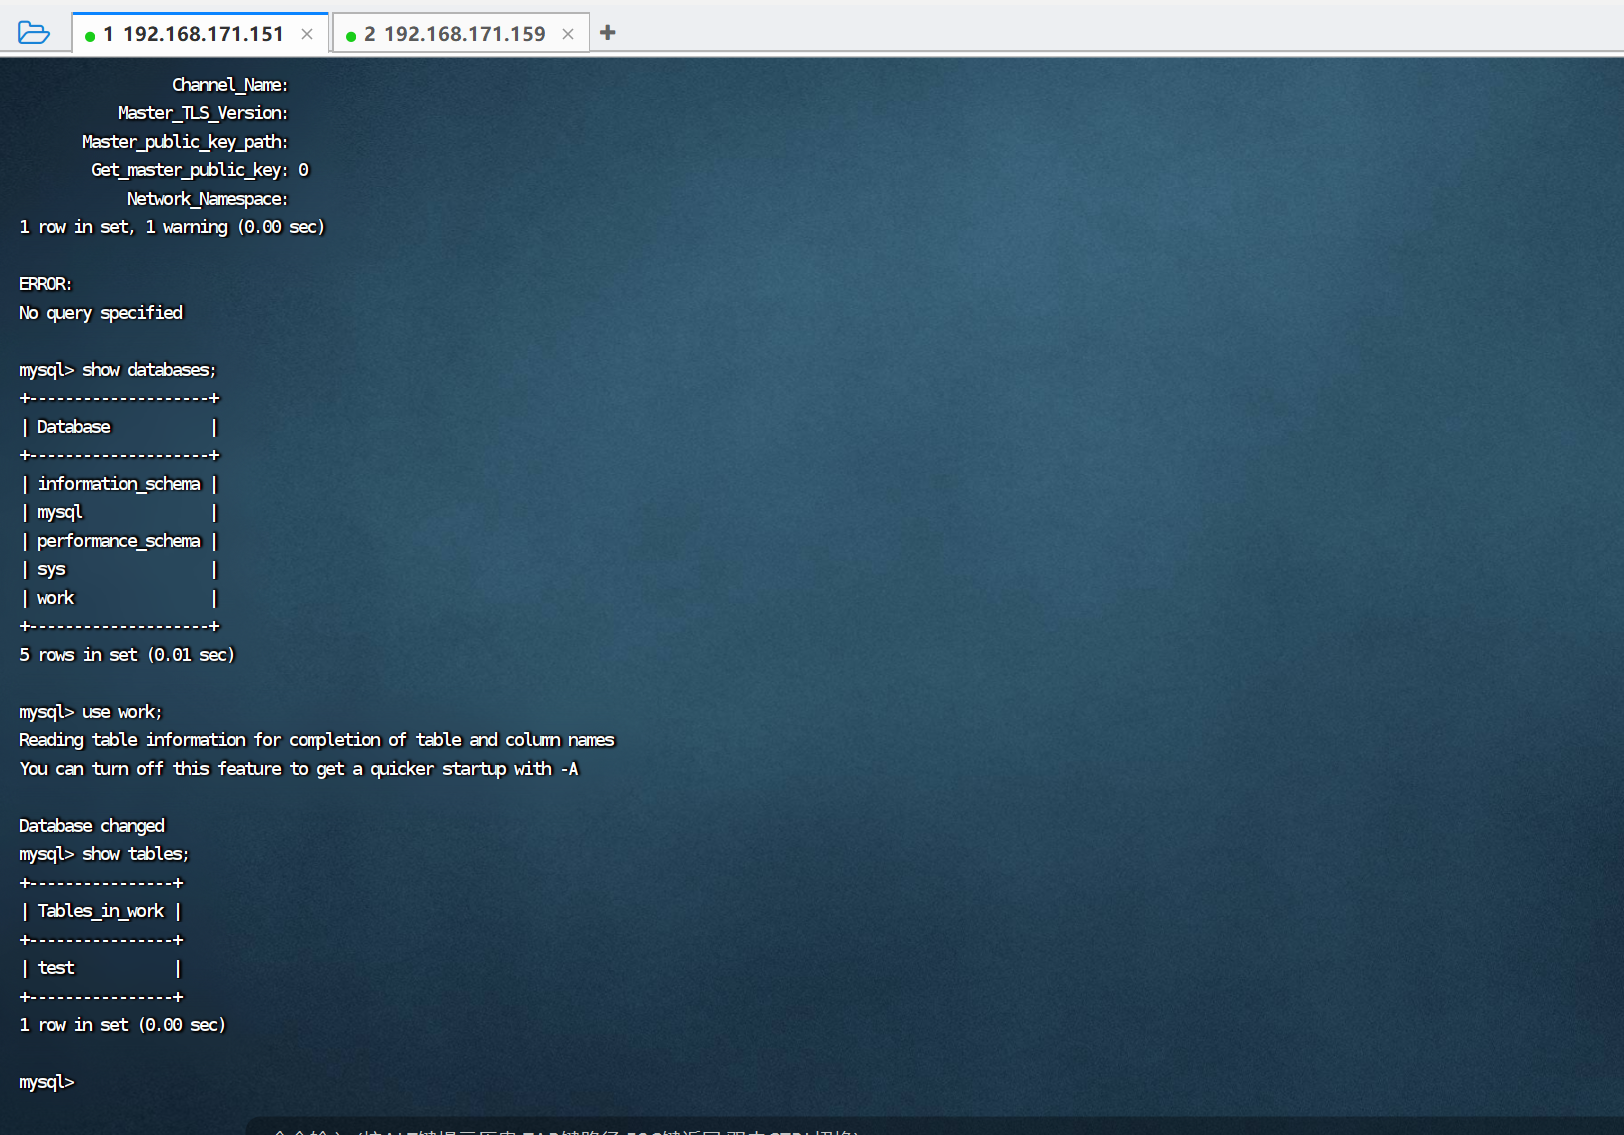 1 192.168.171.151 × 2 192.168.171.159 × +
Channel_Name:
Master_TLS_Version:
Master_public_key_path:
Get_master_public_key: 0
Network_Namespace:
1 row in set, 1 warning (0.00 sec)
ERROR:
No query specified
mysql> show databases;
+--------------------+
| Database           |
+--------------------+
| information_schema |
| mysql              |
| performance_schema |
| sys                |
| work               |
+--------------------+
5 rows in set (0.01 sec)
mysql> use work;
Reading table information for completion of table and column names
You can turn off this feature to get a quicker startup with -A
Database changed
mysql> show tables;
+----------------+
| Tables_in_work |
+----------------+
| test           |
+----------------+
1 row in set (0.00 sec)
mysql>